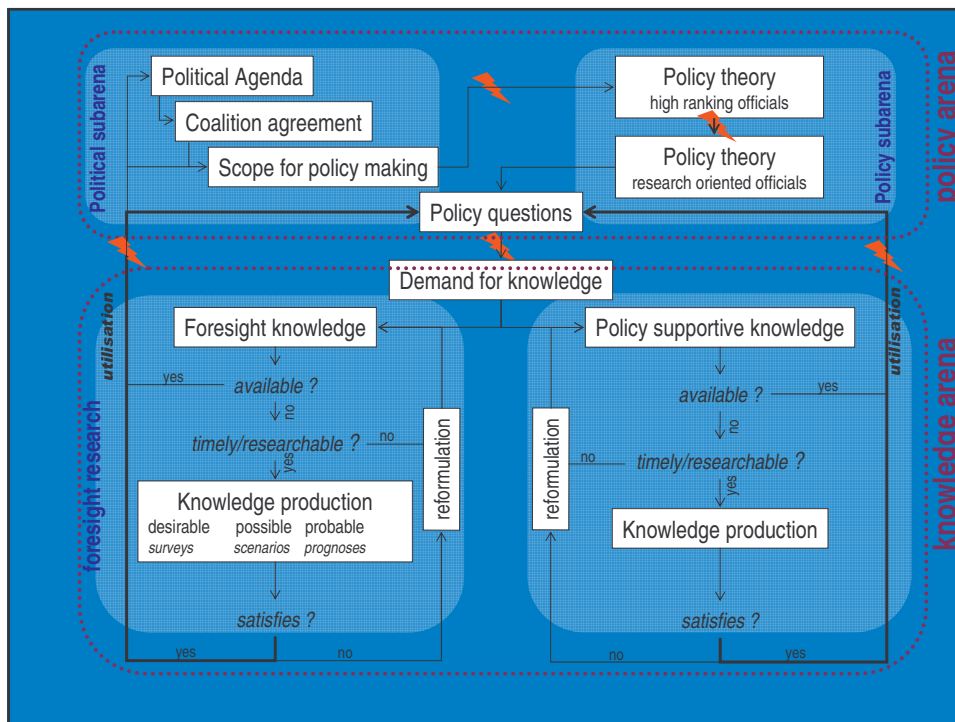 Political Agenda
Coalition agreement
Scope for policy making
Political subarena
Policy theory
high ranking officials
Policy theory
research oriented officials
Policy subarena
policy arena
Policy questions
Demand for knowledge
utilisation
Foresight knowledge
yes
available ?
no
timely/researchable ?
no
yes
Knowledge production
desirable possible probable
surveys scenarios prognoses
reformulation
satisfies ?
yes
no
foresight research
Policy supportive knowledge
available ?
yes
no
timely/researchable ?
no
yes
Knowledge production
reformulation
satisfies ?
no
yes
utilisation
knowledge arena